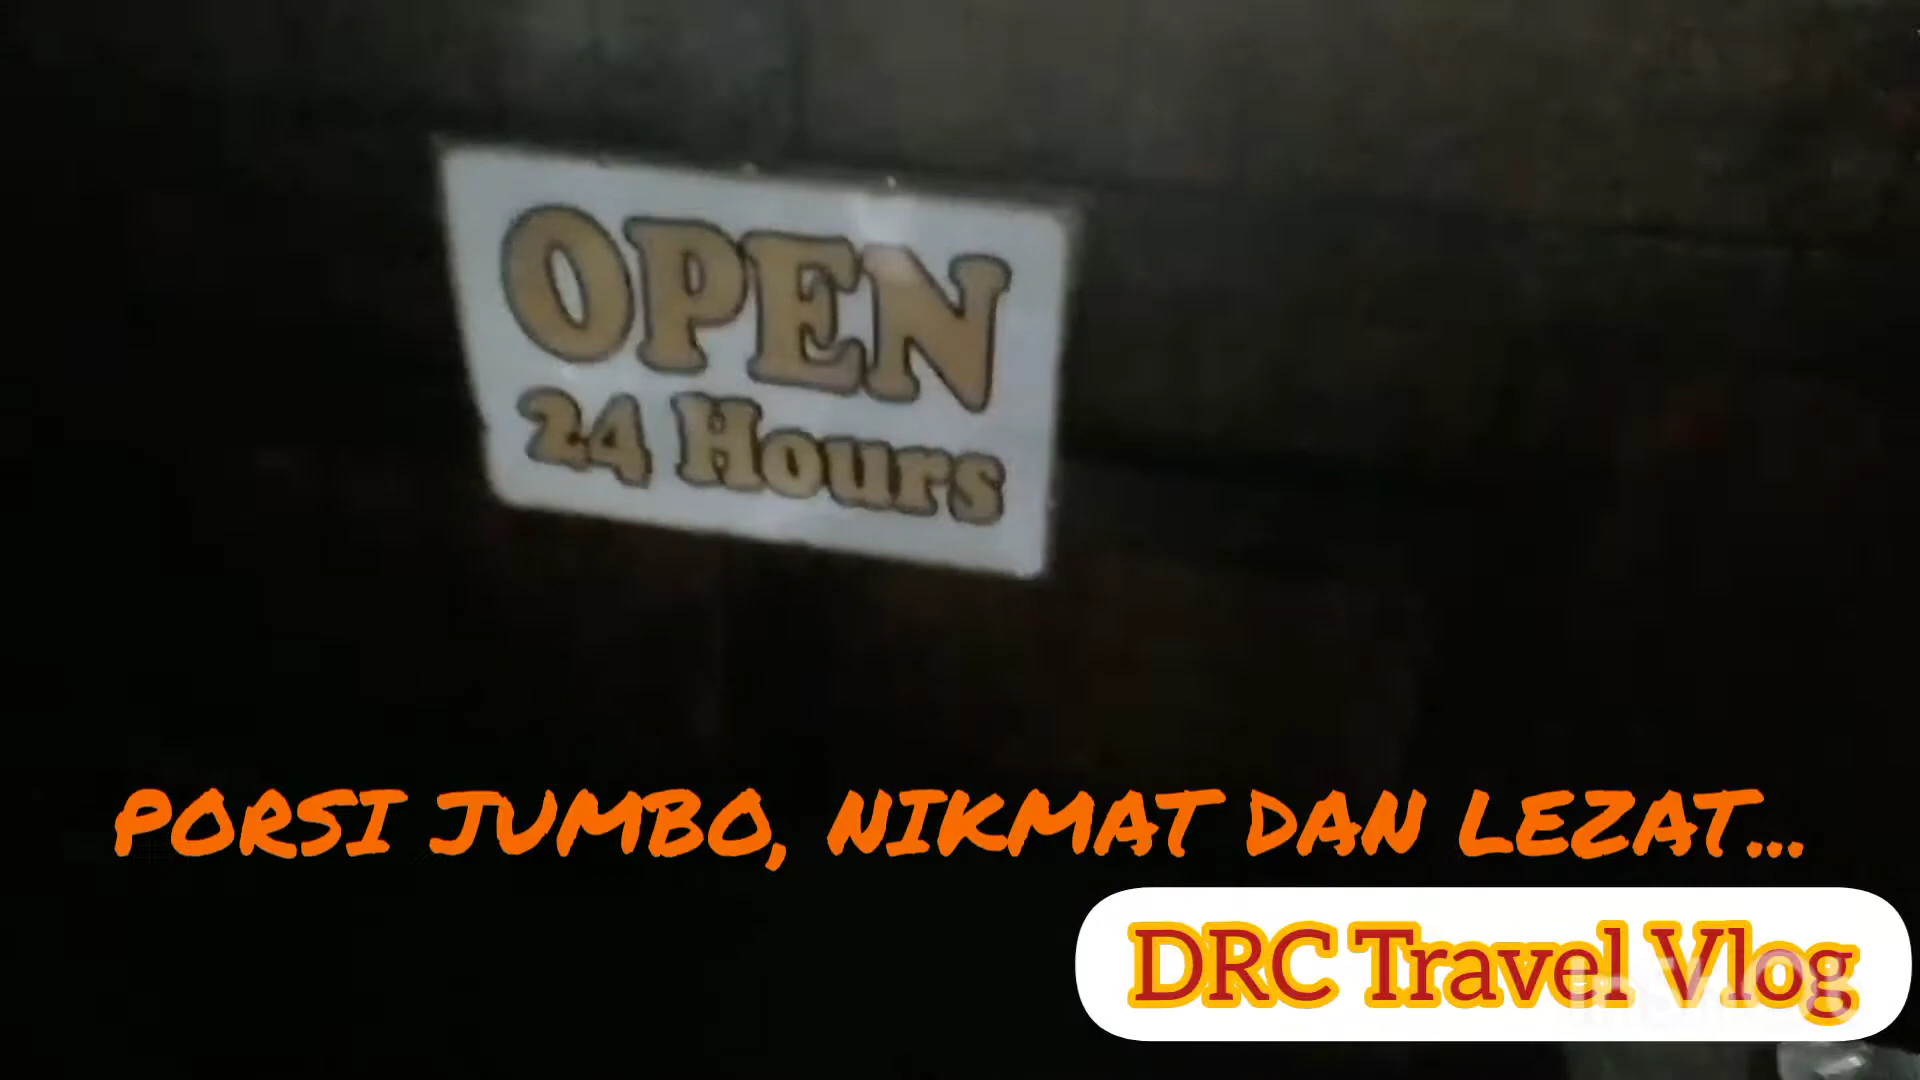 OPEN
24 Hours
PORSI JUMBO, NIKMAT DAN LEZAT...
DRC Travel Vlog